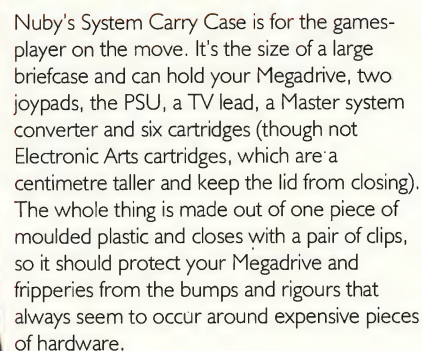 Nuby's System Carry Case is for the games-
player on the move. It's the size of a large
briefcase and can hold your Megadrive, two
joypads, the PSU, a TV lead, a Master system
converter and six cartridges (though not
Electronic Arts cartridges, which are a
centimetre taller and keep the lid from closing).
The whole thing is made out of one piece of
moulded plastic and closes with a pair of clips,
so it should protect your Megadrive and
fripperies from the bumps and rigours that
always seem to occur around expensive pieces
of hardware.